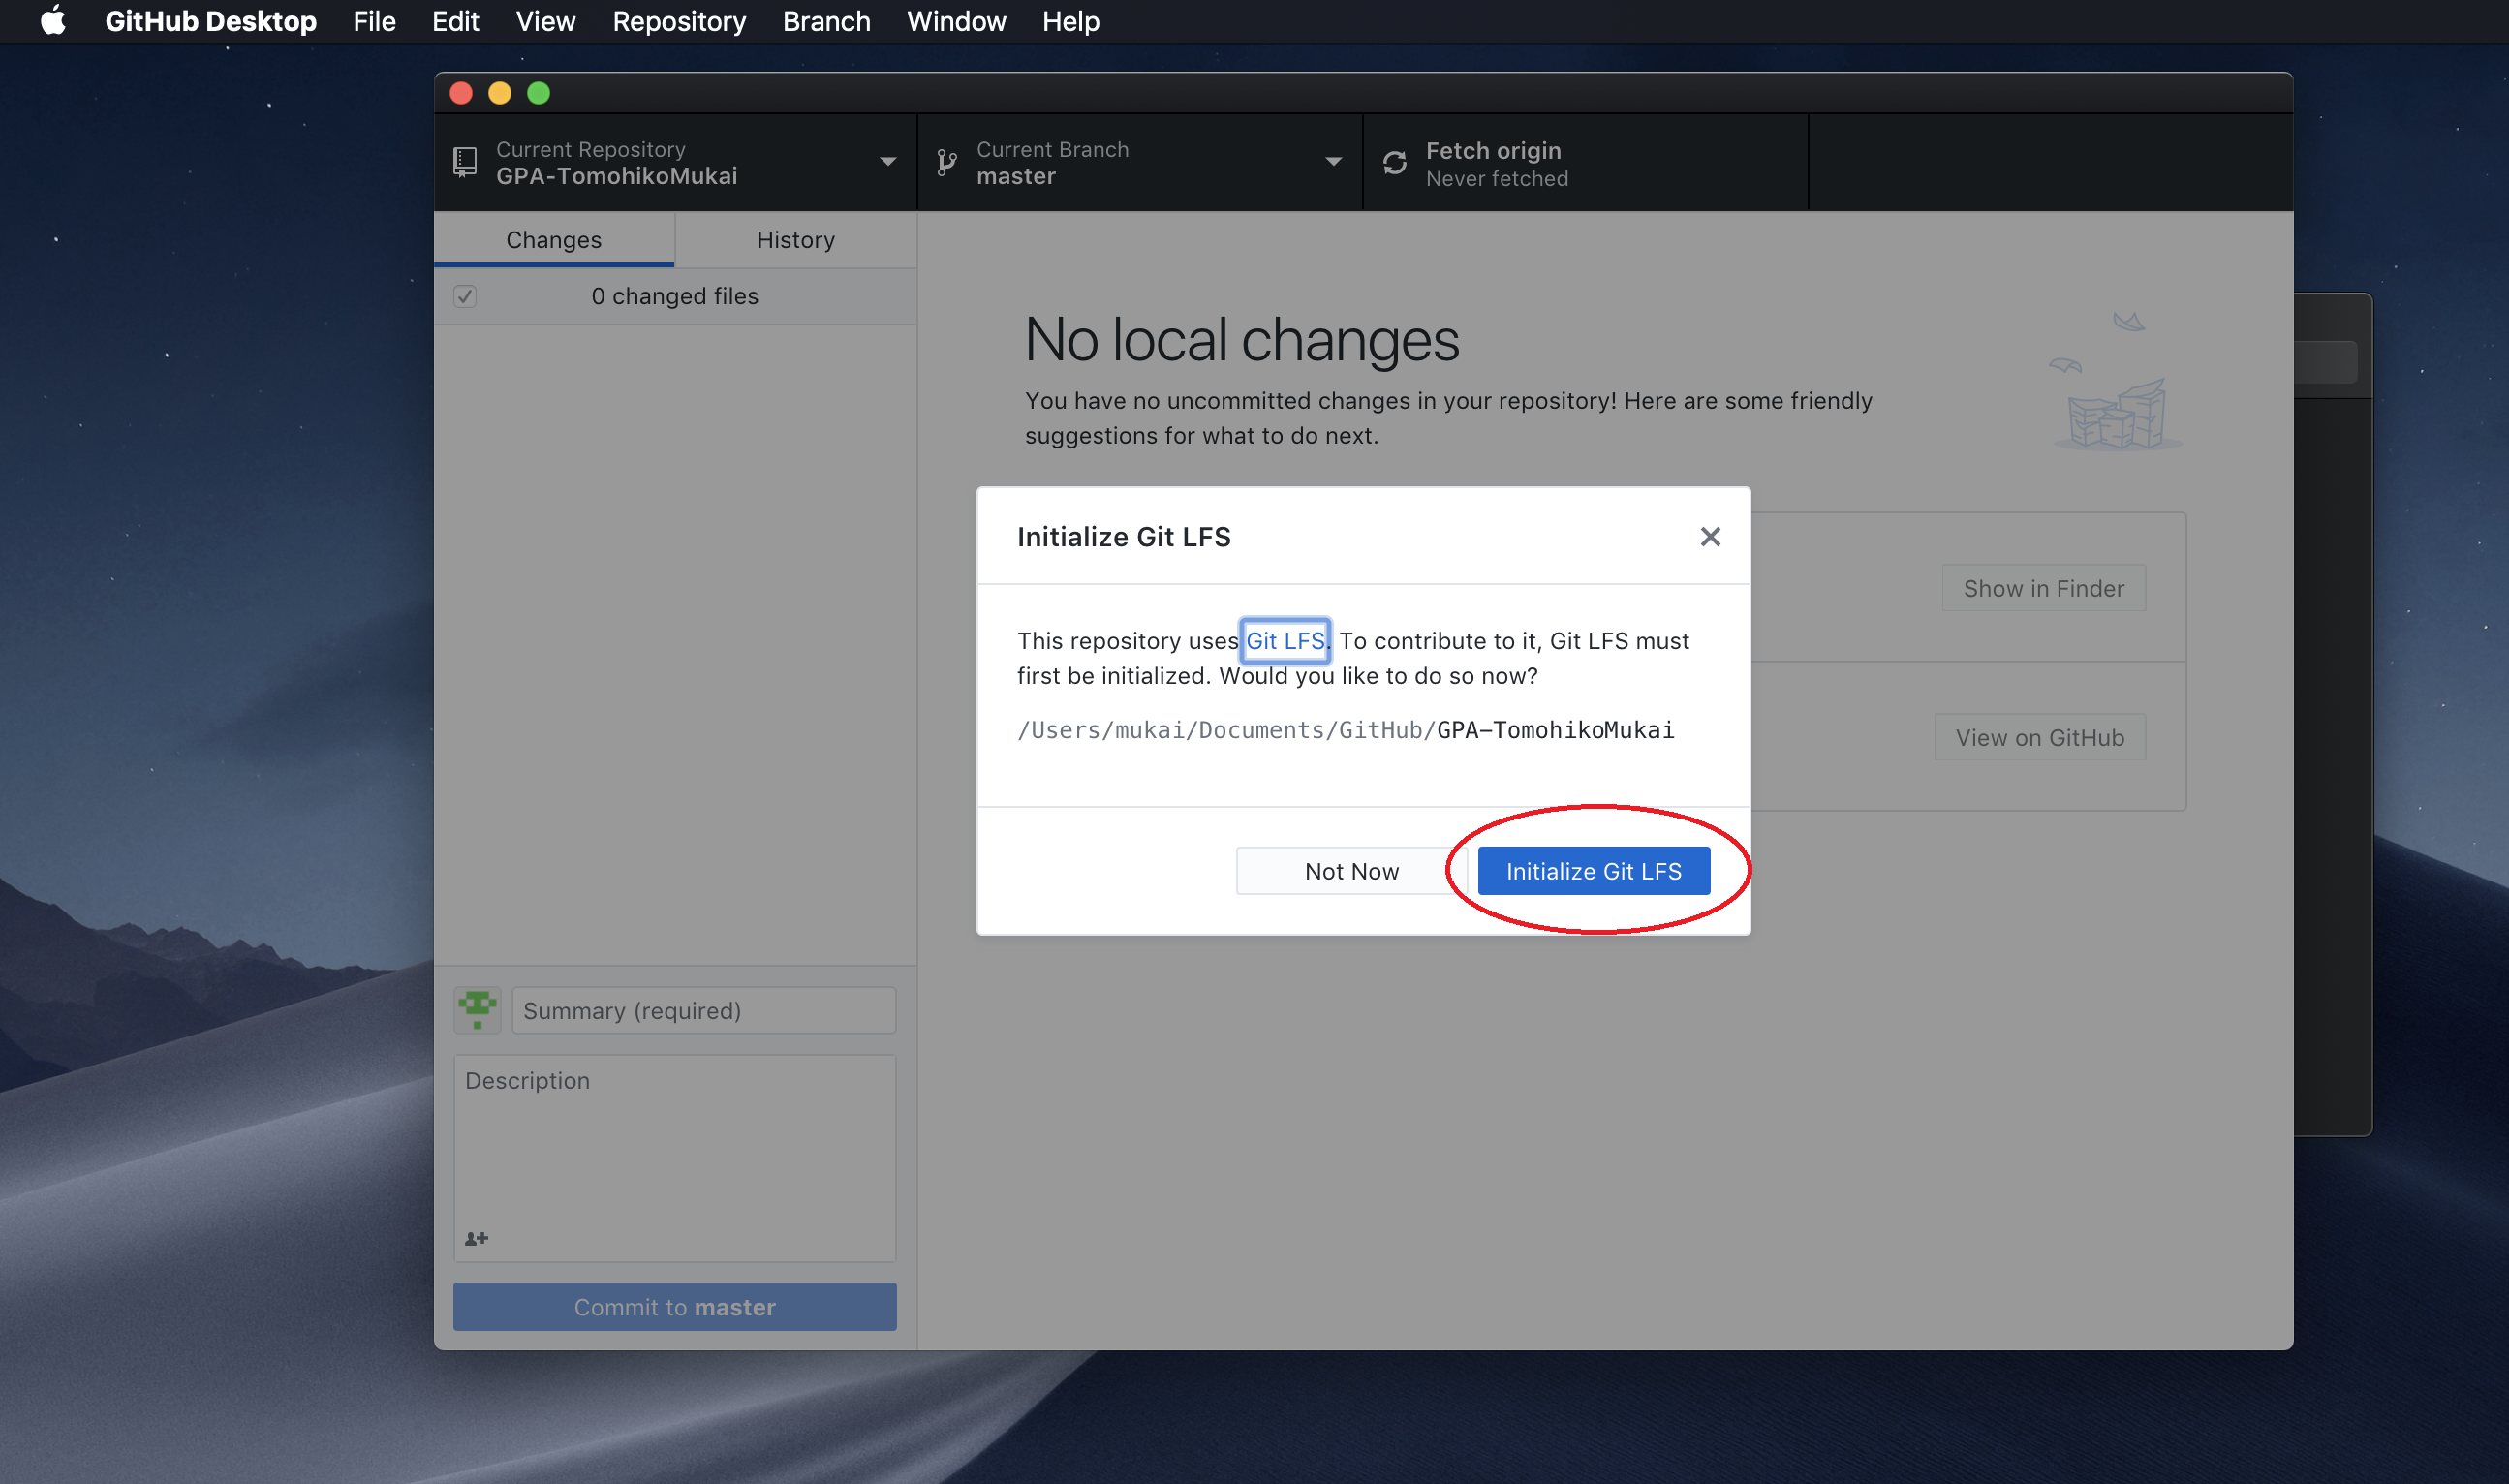 GitHub Desktop File Edit View Repository Branch Window Help
Current Repository
GPA-TomohikoMukai
Current Branch
master
Fetch origin
Never fetched
Changes
History
0 changed files
No local changes
You have no uncommitted changes in your repository! Here are some friendly
suggestions for what to do next.
Initialize Git LFS
This repository uses Git LFS. To contribute to it, Git LFS must
first be initialized. Would you like to do so now?
/Users/mukai/Documents/GitHub/GPA-TomohikoMukai
Not Now
Initialize Git LFS
Show in Finder
View on GitHub
Summary (required)
Description
Commit to master